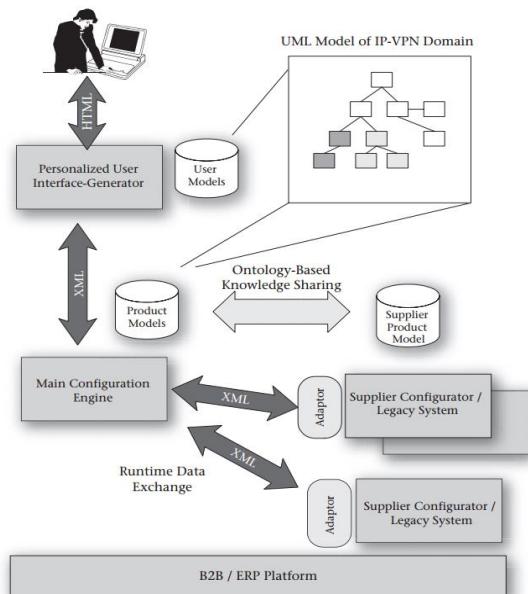 UML Model of IP-VPN Domain
HTML
Personalized User
Interface-Generator
User
Models
XML
Ontology-Based
Knowledge Sharing
Product
Models
Supplier
Product
Model
Main Configuration
Engine
XML
Adaptor
Supplier Configurator /
Legacy System
XML
Runtime Data
Exchange
Adaptor
Supplier Configurator /
Legacy System
B2B / ERP Platform